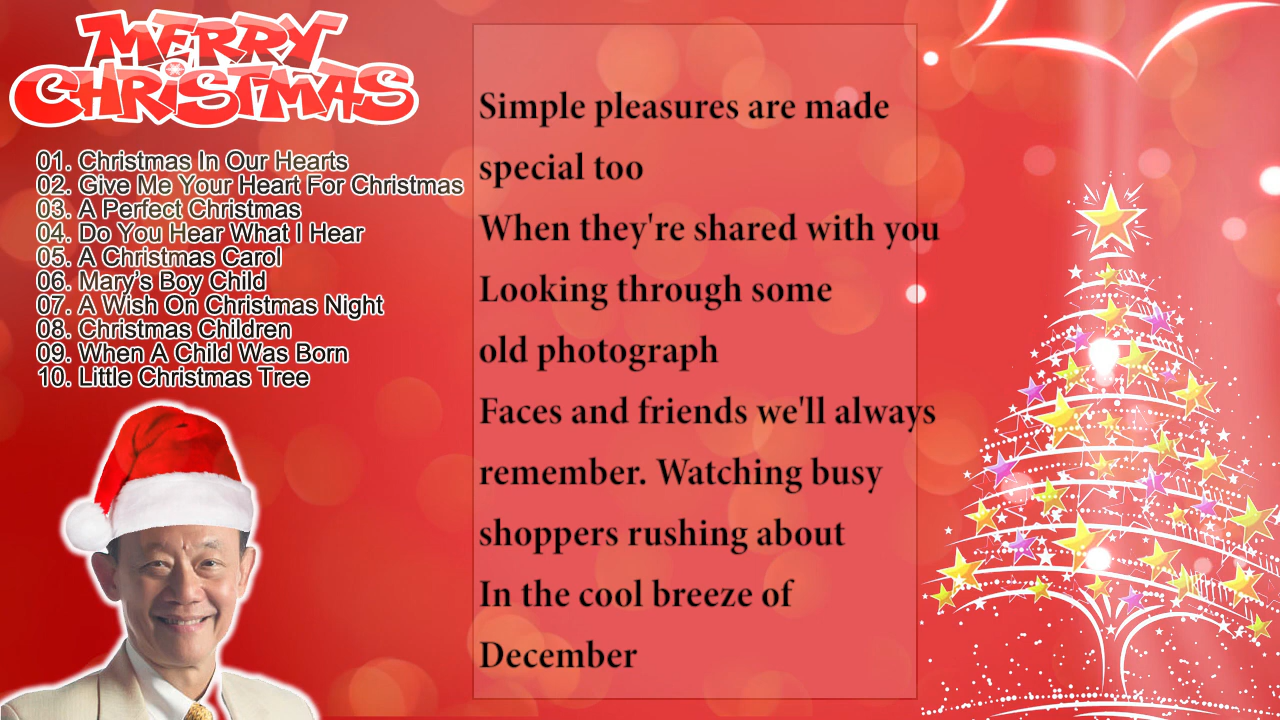 MERRY
CHRISTMAS
01. Christmas In Our Hearts
02. Give Me Your Heart For Christmas
03. A Perfect Christmas
04. Do You Hear What I Hear
05. A Christmas Carol
06. Mary's Boy Child
07. A Wish On Christmas Night
08. Christmas Children
09. When A Child Was Born
10. Little Christmas Tree
Simple pleasures are made
special too
When they're shared with you
Looking through some
old photograph
Faces and friends we'll always
remember. Watching busy
shoppers rushing about
In the cool breeze of
December